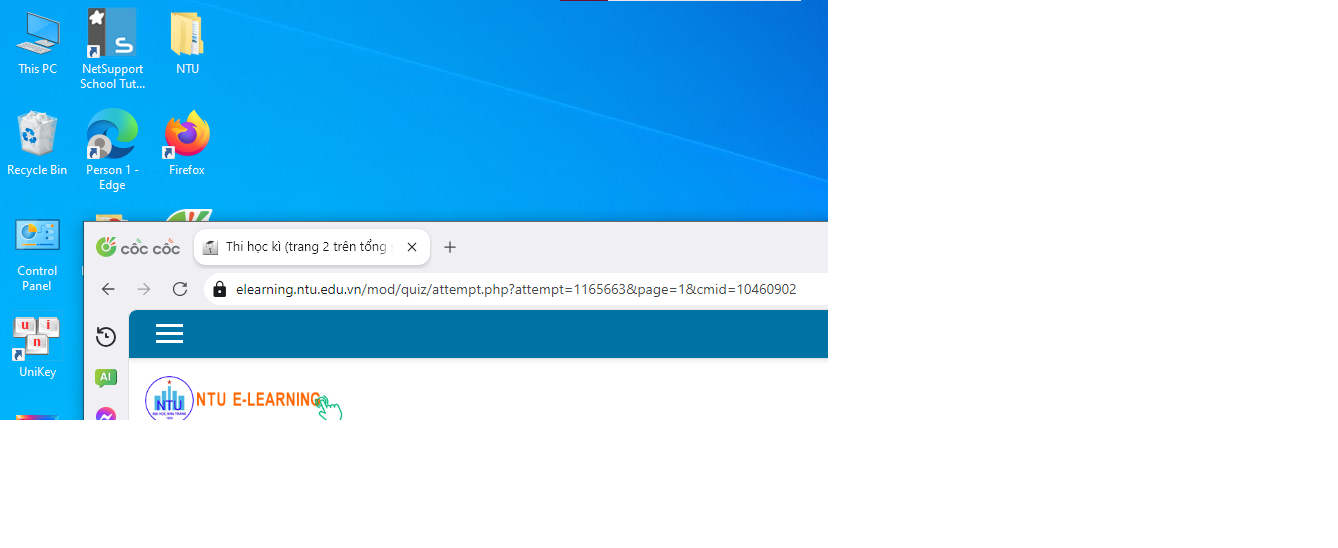 This PC
NetSupport
School Tut...
NTU
Recycle Bin
Person 1 -
Edge
Firefox
Control
Panel
UniKey
cốc cốc
Thi học kì (trang 2 trên tổng
elearning.ntu.edu.vn/mod/quiz/attempt.php?attempt=1165663&page=1&cmid=10460902
AI
NTU
NTU E-LEARNING